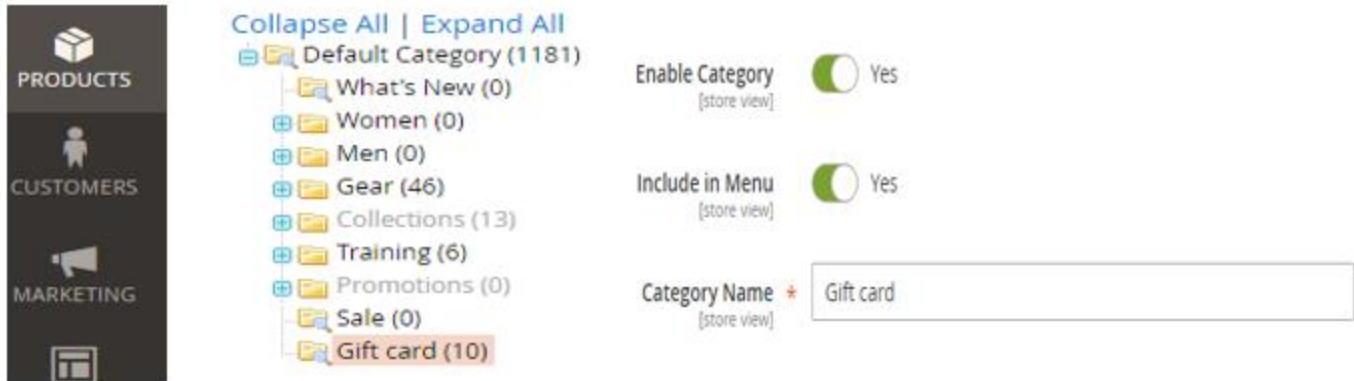 PRODUCTS
CUSTOMERS
MARKETING
Collapse All | Expand All
Default Category (1181)
What's New (0)
Women (0)
Men (0)
Gear (46)
Collections (13)
Training (6)
Promotions (0)
Sale (0)
Gift card (10)
Enable Category
[store view]
Yes
Include in Menu
[store view]
Yes
Category Name *
[store view]
Gift card